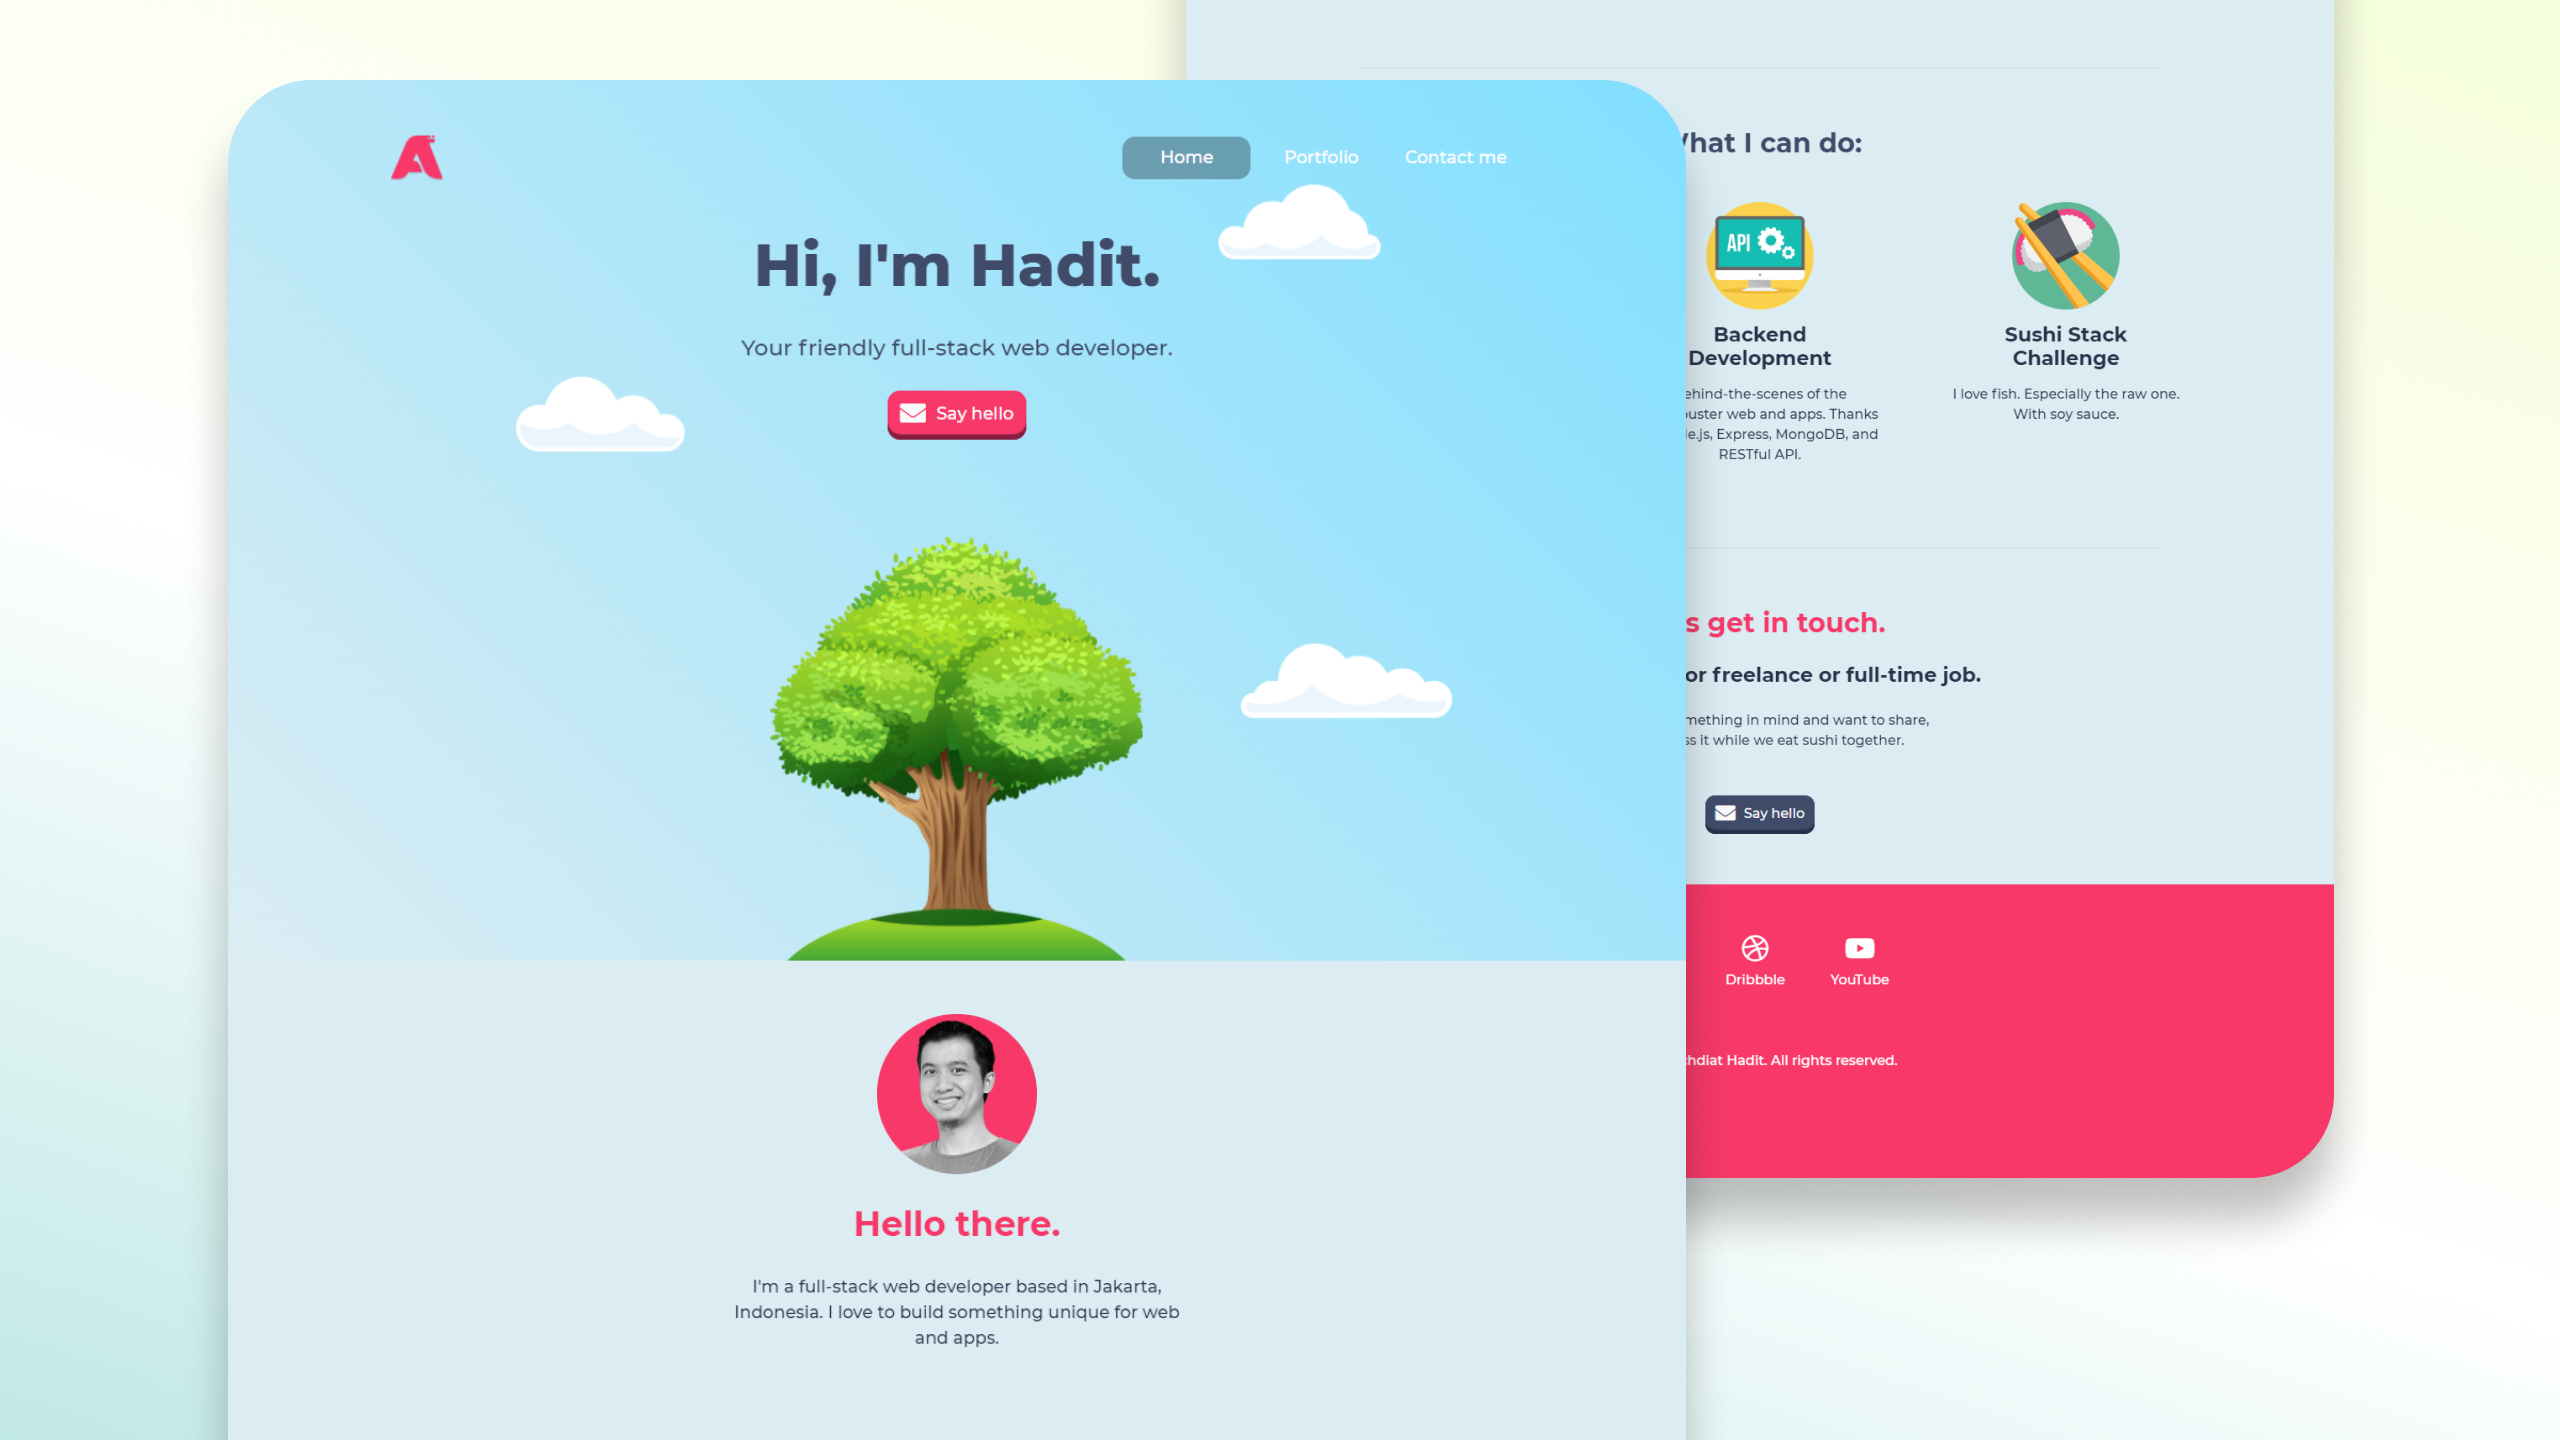 Home
Portfolio
Contact me
Hi, I'm Hadit.
Your friendly full-stack web developer.
Say hello
Hello there.
I'm a full-stack web developer based in Jakarta,
Indonesia. I love to build something unique for web
and apps.
hat I can do:
API
Backend
Development
ehind-the-scenes of the
uster web and apps. Thanks
e.js, Express, MongoDB, and
RESTful API.
Sushi Stack
Challenge
I love fish. Especially the raw one.
With soy sauce.
s get in touch.
or freelance or full-time job.
mething in mind and want to share,
ss it while we eat sushi together.
Say hello
Dribbble
YouTube
chdiat Hadit. All rights reserved.